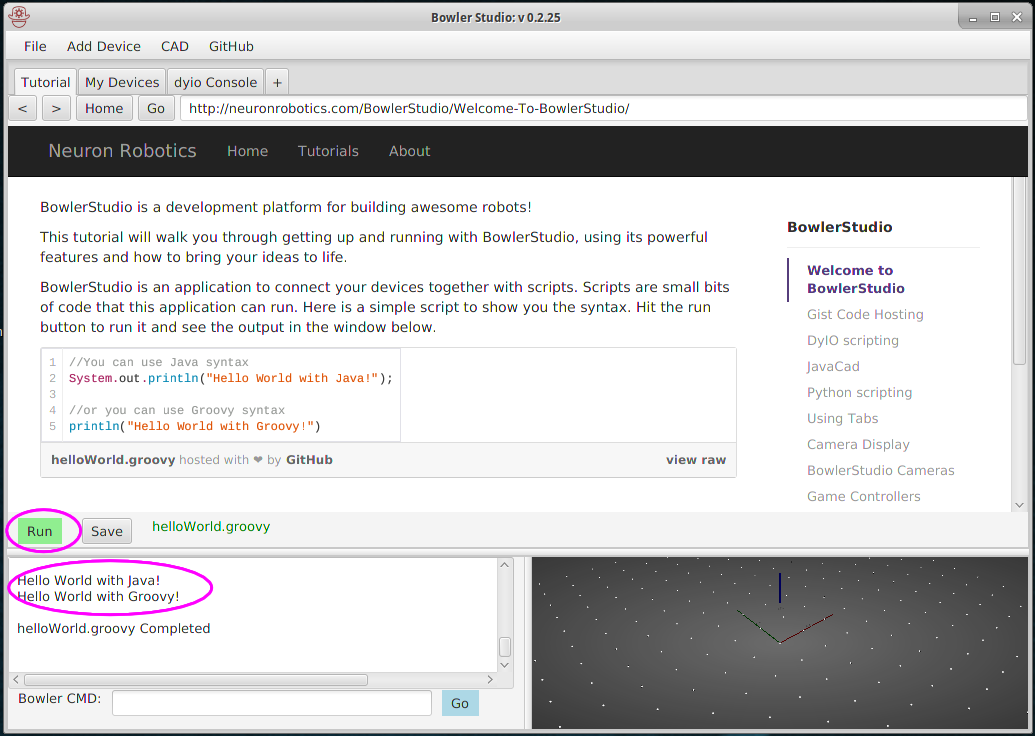 Bowler Studio: v 0.2.25
File Add Device CAD GitHub
Tutorial My Devices dyio Console +
< > Home Go http://neuronrobotics.com/BowlerStudio/Welcome-To-BowlerStudio/
Neuron Robotics Home Tutorials About
BowlerStudio is a development platform for building awesome robots!
This tutorial will walk you through getting up and running with BowlerStudio, using its powerful
features and how to bring your ideas to life.
BowlerStudio is an application to connect your devices together with scripts. Scripts are small bits
of code that this application can run. Here is a simple script to show you the syntax. Hit the run
button to run it and see the output in the window below.
1 //You can use Java syntax
2 System.out.println("Hello World with Java!");
3
4 //or you can use Groovy syntax
5 println("Hello World with Groovy!")
helloWorld.groovy hosted with ❤ by GitHub view raw
BowlerStudio
Welcome to
BowlerStudio
Gist Code Hosting
DyIO scripting
JavaCad
Python scripting
Using Tabs
Camera Display
BowlerStudio Cameras
Game Controllers
Run Save helloWorld.groovy
Hello World with Java!
Hello World with Groovy!
helloWorld.groovy Completed
Bowler CMD: Go